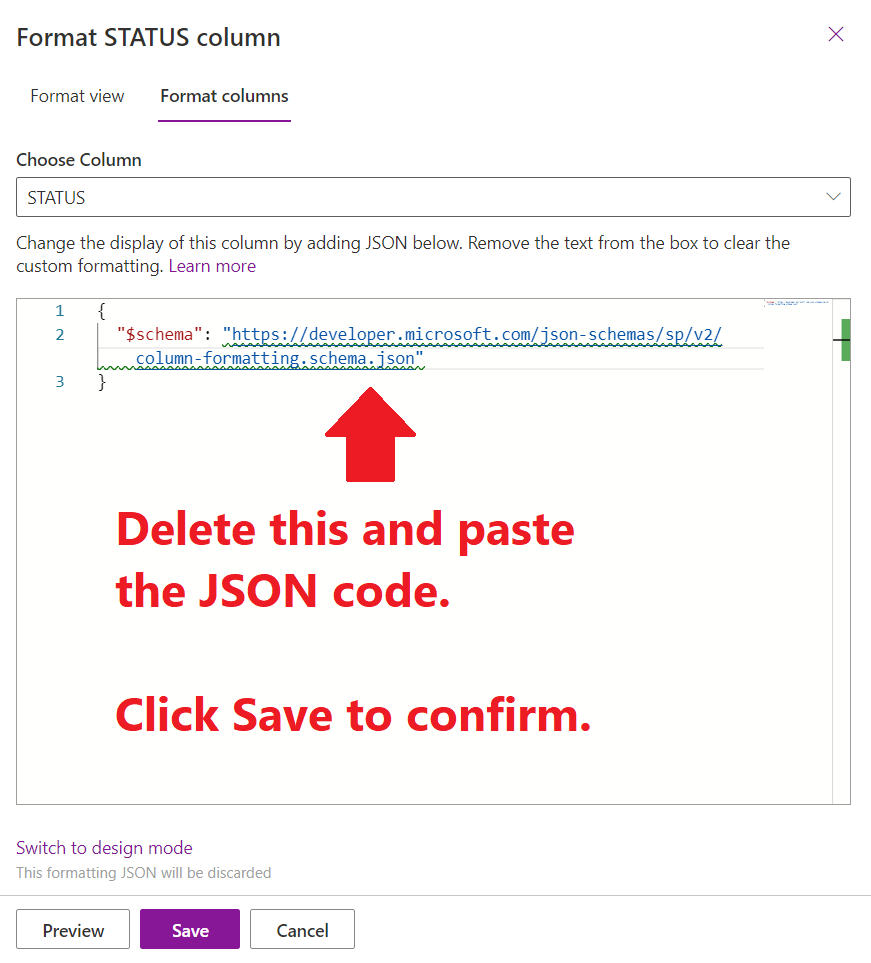 Format STATUS column
Format view
Format columns
Choose Column
STATUS
Change the display of this column by adding JSON below. Remove the text from the box to clear the
custom formatting. Learn more
1 {
2 "$schema": "https://developer.microsoft.com/json-schemas/sp/v2/
column-formatting.schema.json"
3 }
Delete this and paste
the JSON code.
Click Save to confirm.
Switch to design mode
This formatting JSON will be discarded
Preview
Save
Cancel